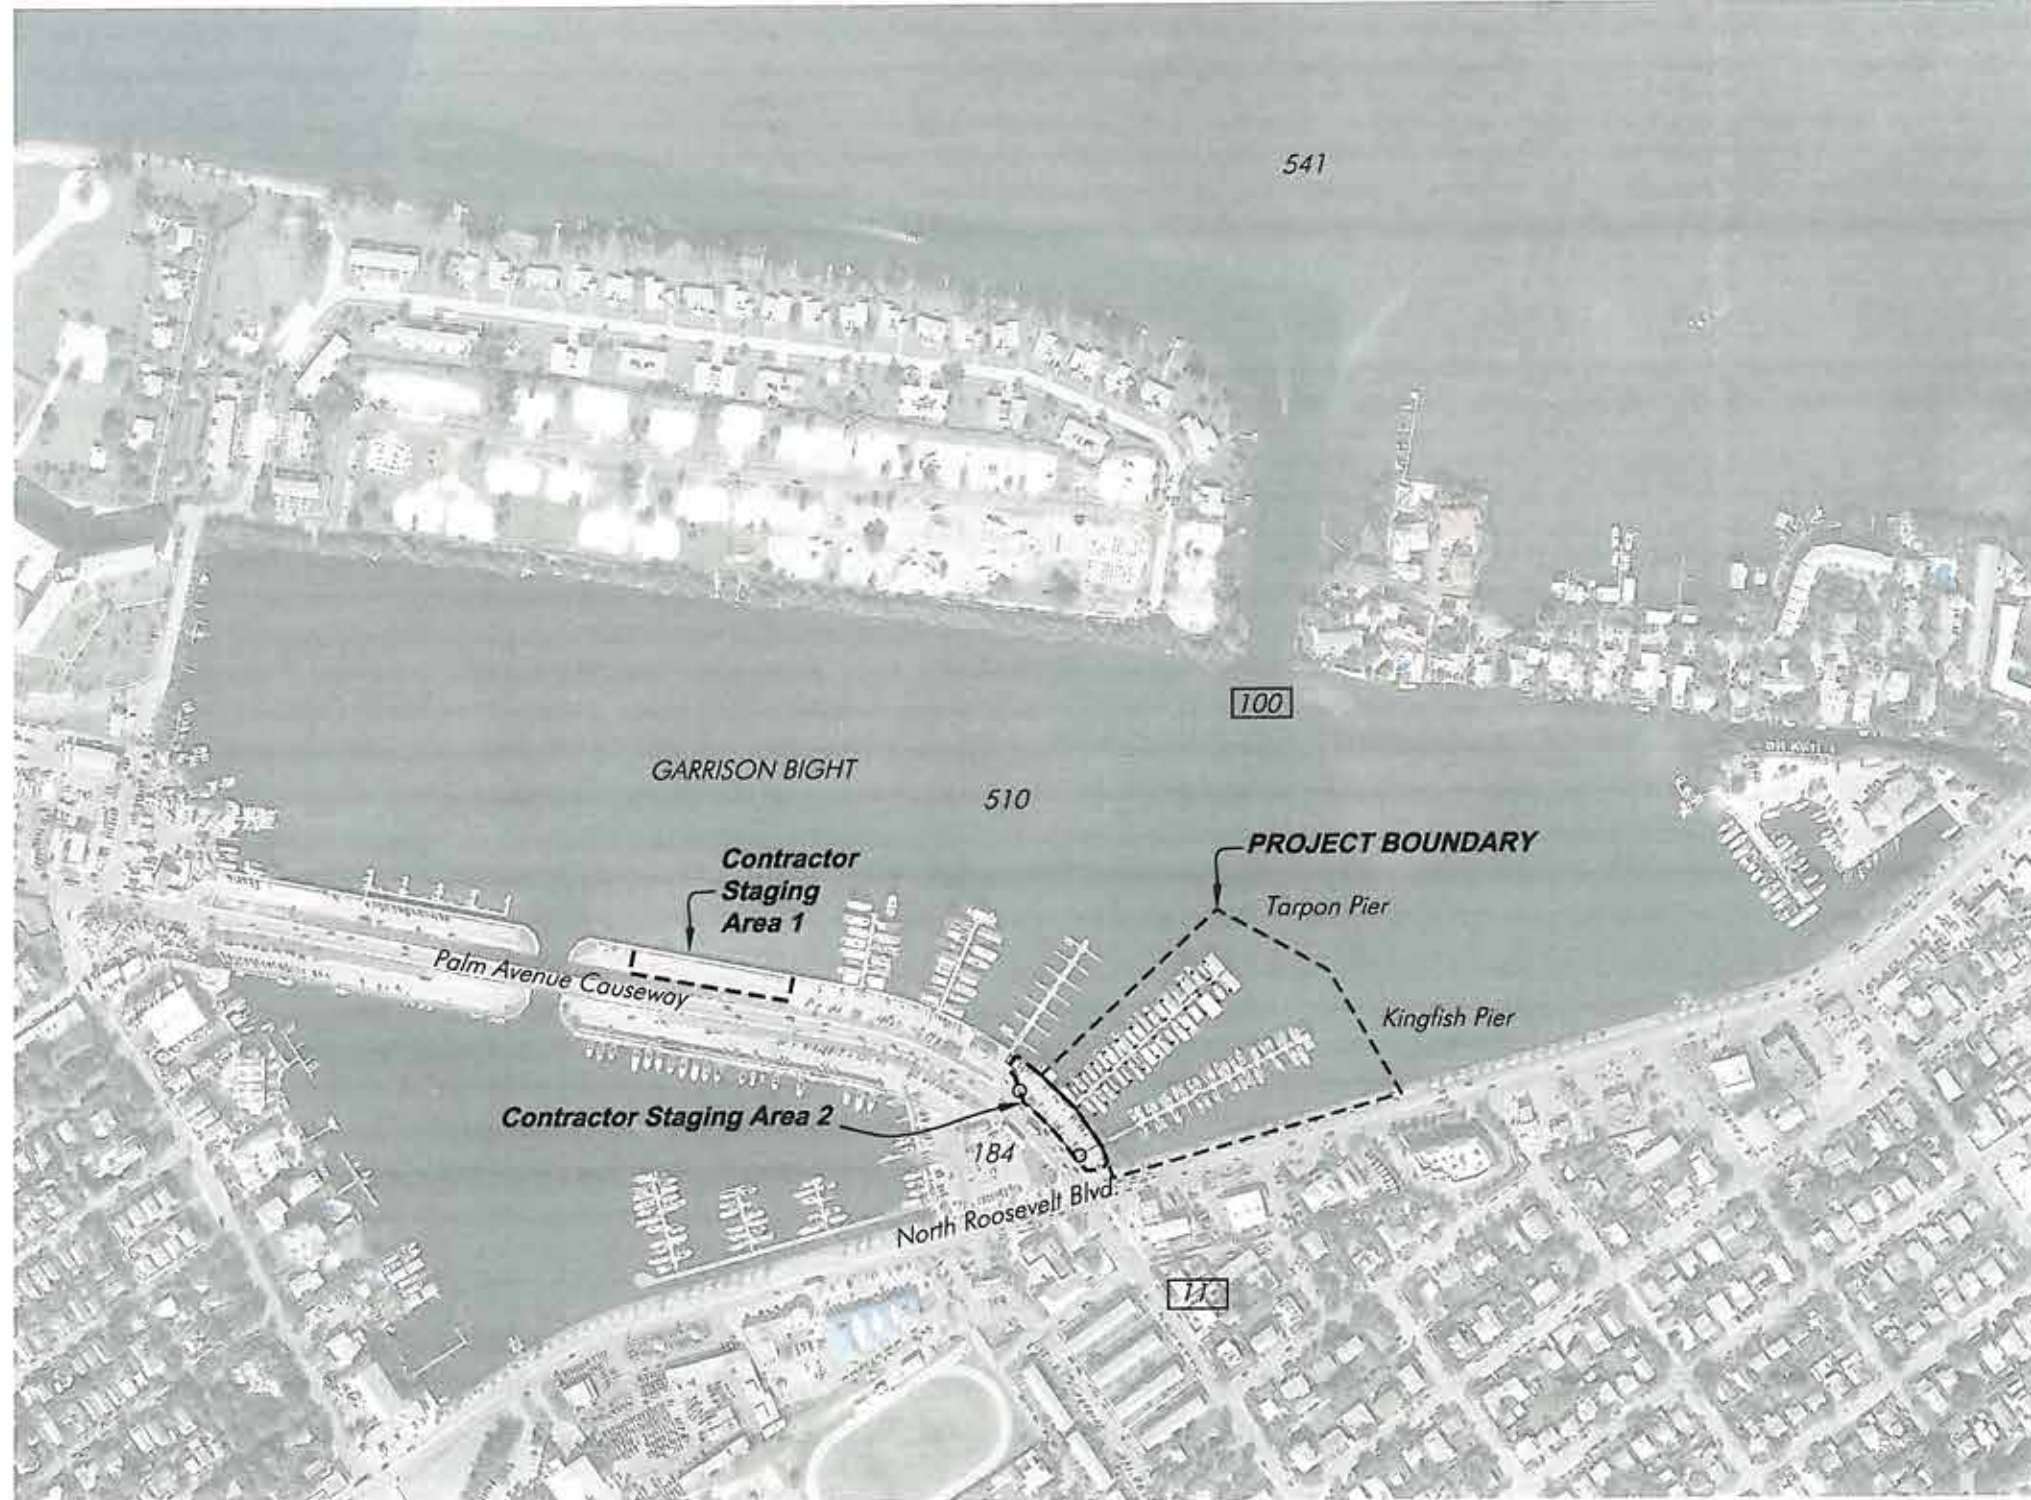 541
100
GARRISON BIGHT
510
Contractor
Staging
Area 1
PROJECT BOUNDARY
Tarpon Pier
Palm Avenue Causeway
Kingfish Pier
Contractor Staging Area 2
184
North Roosevelt Blvd.
11